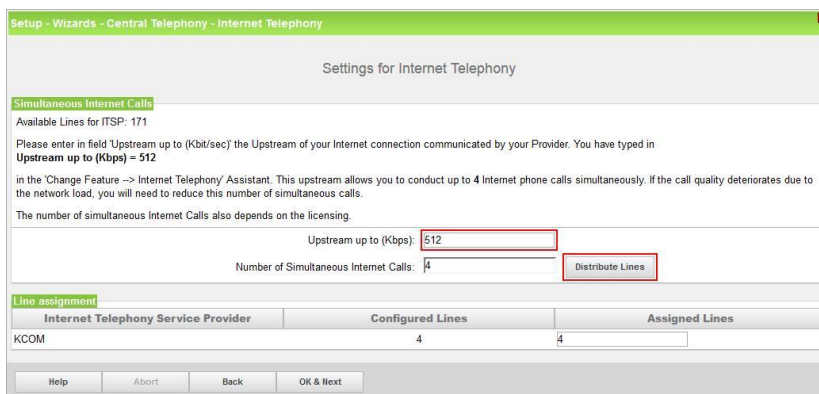 Setup - Wizards - Central Telephony - Internet Telephony
Settings for Internet Telephony
Simultaneous Internet Calls
Available Lines for ITSP: 171
Please enter in field 'Upstream up to (Kbit/sec)' the Upstream of your Internet connection communicated by your Provider. You have typed in
Upstream up to (Kbps) = 512
in the 'Change Feature --> Internet Telephony' Assistant. This upstream allows you to conduct up to 4 Internet phone calls simultaneously. If the call quality deteriorates due to
the network load, you will need to reduce this number of simultaneous calls.
The number of simultaneous Internet Calls also depends on the licensing.
Upstream up to (Kbps): 512
Number of Simultaneous Internet Calls: 4 Distribute Lines
Line assignment
Internet Telephony Service Provider Configured Lines Assigned Lines
KCOM 4 4
Help Abort Back OK & Next